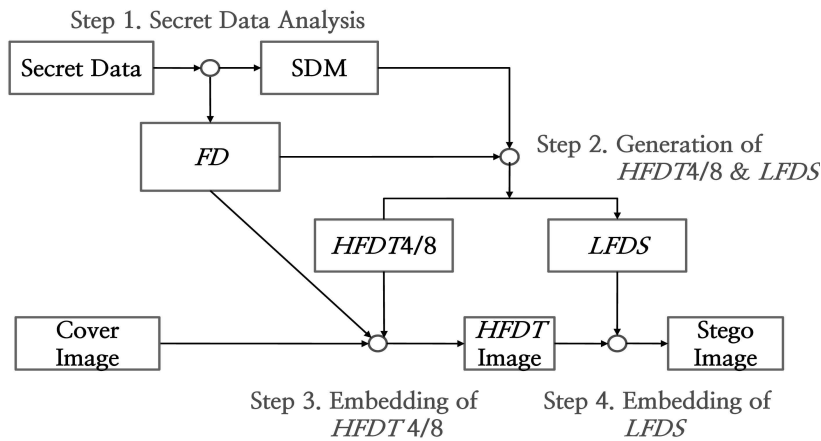 Step 1. Secret Data Analysis
Secret Data
SDM
FD
Step 2. Generation of
HFDT4/8 & LFDS
HFDT4/8
LFDS
Cover
Image
HFDT
Image
Stego
Image
Step 3. Embedding of
HFDT 4/8
Step 4. Embedding of
LFDS